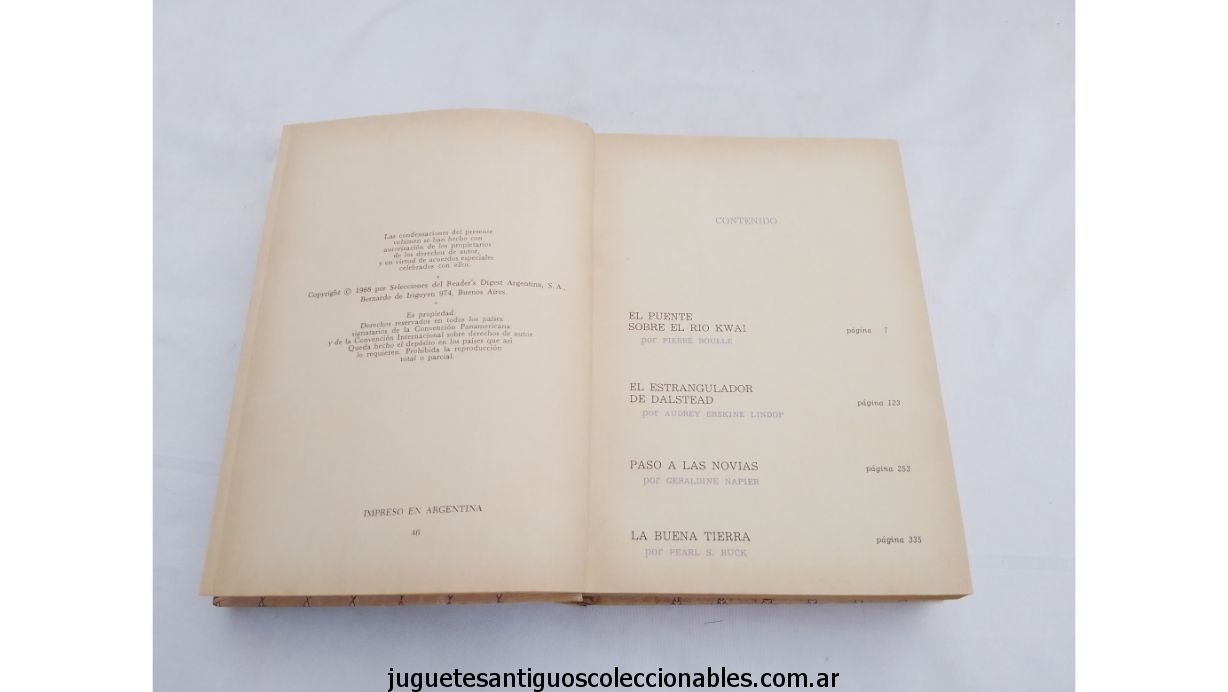 Las condensaciones del presente
volumen se han hecho con
autorización de los propietarios
de los derechos de autor,
y en virtud de acuerdos especiales
celebrados con ellos.
*
Copyright © 1968 por Selecciones del Reader's Digest Argentina, S.A.,
Bernardo de Irigoyen 974, Buenos Aires.
*
Es propiedad.
Derechos reservados en todos los países
signatarios de la Convención Panamericana
y de la Convención Internacional sobre derechos de autor.
Queda hecho el depósito en los países que así
lo requieren. Prohibida la reproducción
total o parcial.
IMPRESO EN ARGENTINA
46
CONTENIDO
EL PUENTE
SOBRE EL RIO KWAI página 7
por PIERRE BOULLE
EL ESTRANGULADOR
DE DALSTEAD página 123
por AUDREY ERSKINE LINDOP
PASO A LAS NOVIAS página 253
por GERALDINE NAPIER
LA BUENA TIERRA página 335
por PEARL S. BUCK
juguetesantiguoscoleccionables.com.ar